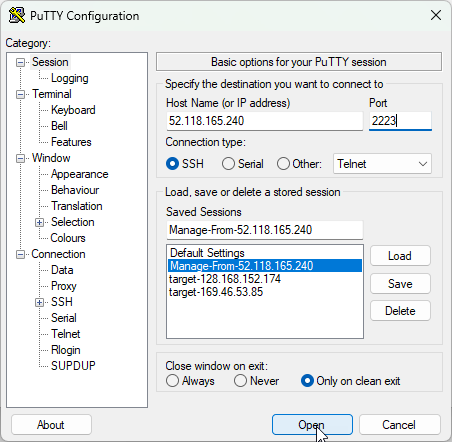 PuTTY Configuration
Category:
Session
Logging
Terminal
Keyboard
Bell
Features
Window
Appearance
Behaviour
Translation
Selection
Colours
Connection
Data
Proxy
SSH
Serial
Telnet
Rlogin
SUPDUP
Basic options for your PuTTY session
Specify the destination you want to connect to
Host Name (or IP address) Port
52.118.165.240 2223
Connection type:
SSH Serial Other: Telnet
Load, save or delete a stored session
Saved Sessions
Manage-From-52.118.165.240
Default Settings
Manage-From-52.118.165.240
target-128.168.152.174
target-169.46.53.85
Load
Save
Delete
Close window on exit:
Always Never Only on clean exit
About Open Cancel